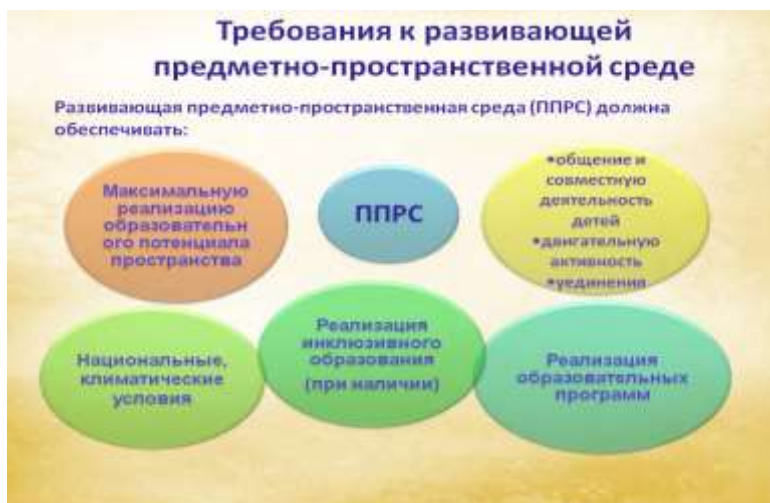 Требования к развивающей
предметно-пространственной среде
Развивающая предметно-пространственная среда (ППРС) должна
обеспечивать:
Максимальную
реализацию
образовательн
ого потенциала
пространства
ППРС
•общение и
совместную
деятельность
детей
•двигательную
активность
•уединения
Национальные,
климатические
условия
Реализация
инклюзивного
образования
(при наличии)
Реализация
образовательных
программ